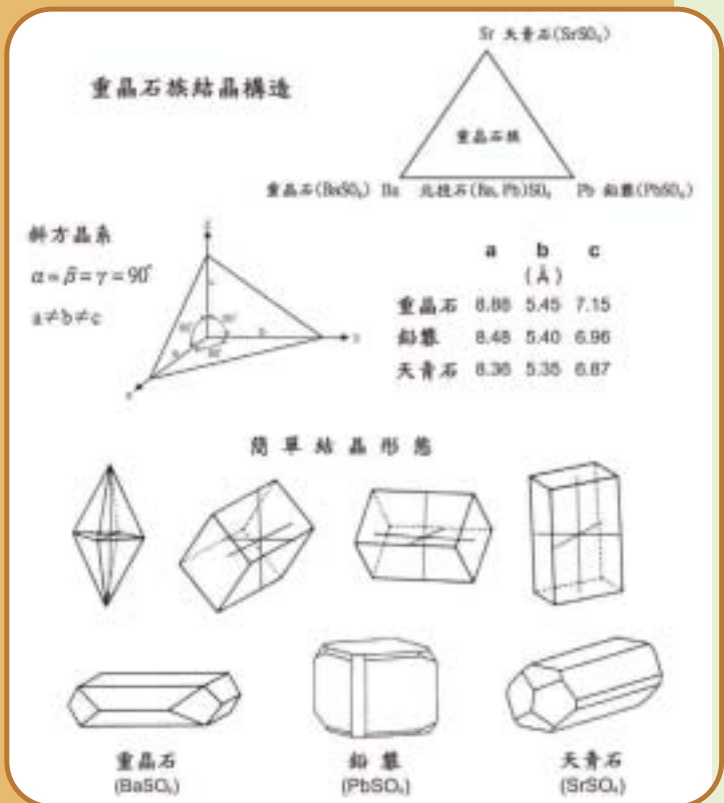 Sr 天青石(SrSO₄)
重晶石族結晶構造
重晶石族
重晶石(BaSO₄) Ba 北投石(Ba, Pb)SO₄ Pb 鉛礬(PbSO₄)
斜方晶系
α=β=γ=90°
a≠b≠c
a b c
(Å)
重晶石 8.88 5.45 7.15
鉛礬 8.48 5.40 6.96
天青石 8.36 5.35 6.87
簡單結晶形態
重晶石 鉛礬 天青石
(BaSO₄) (PbSO₄) (SrSO₄)